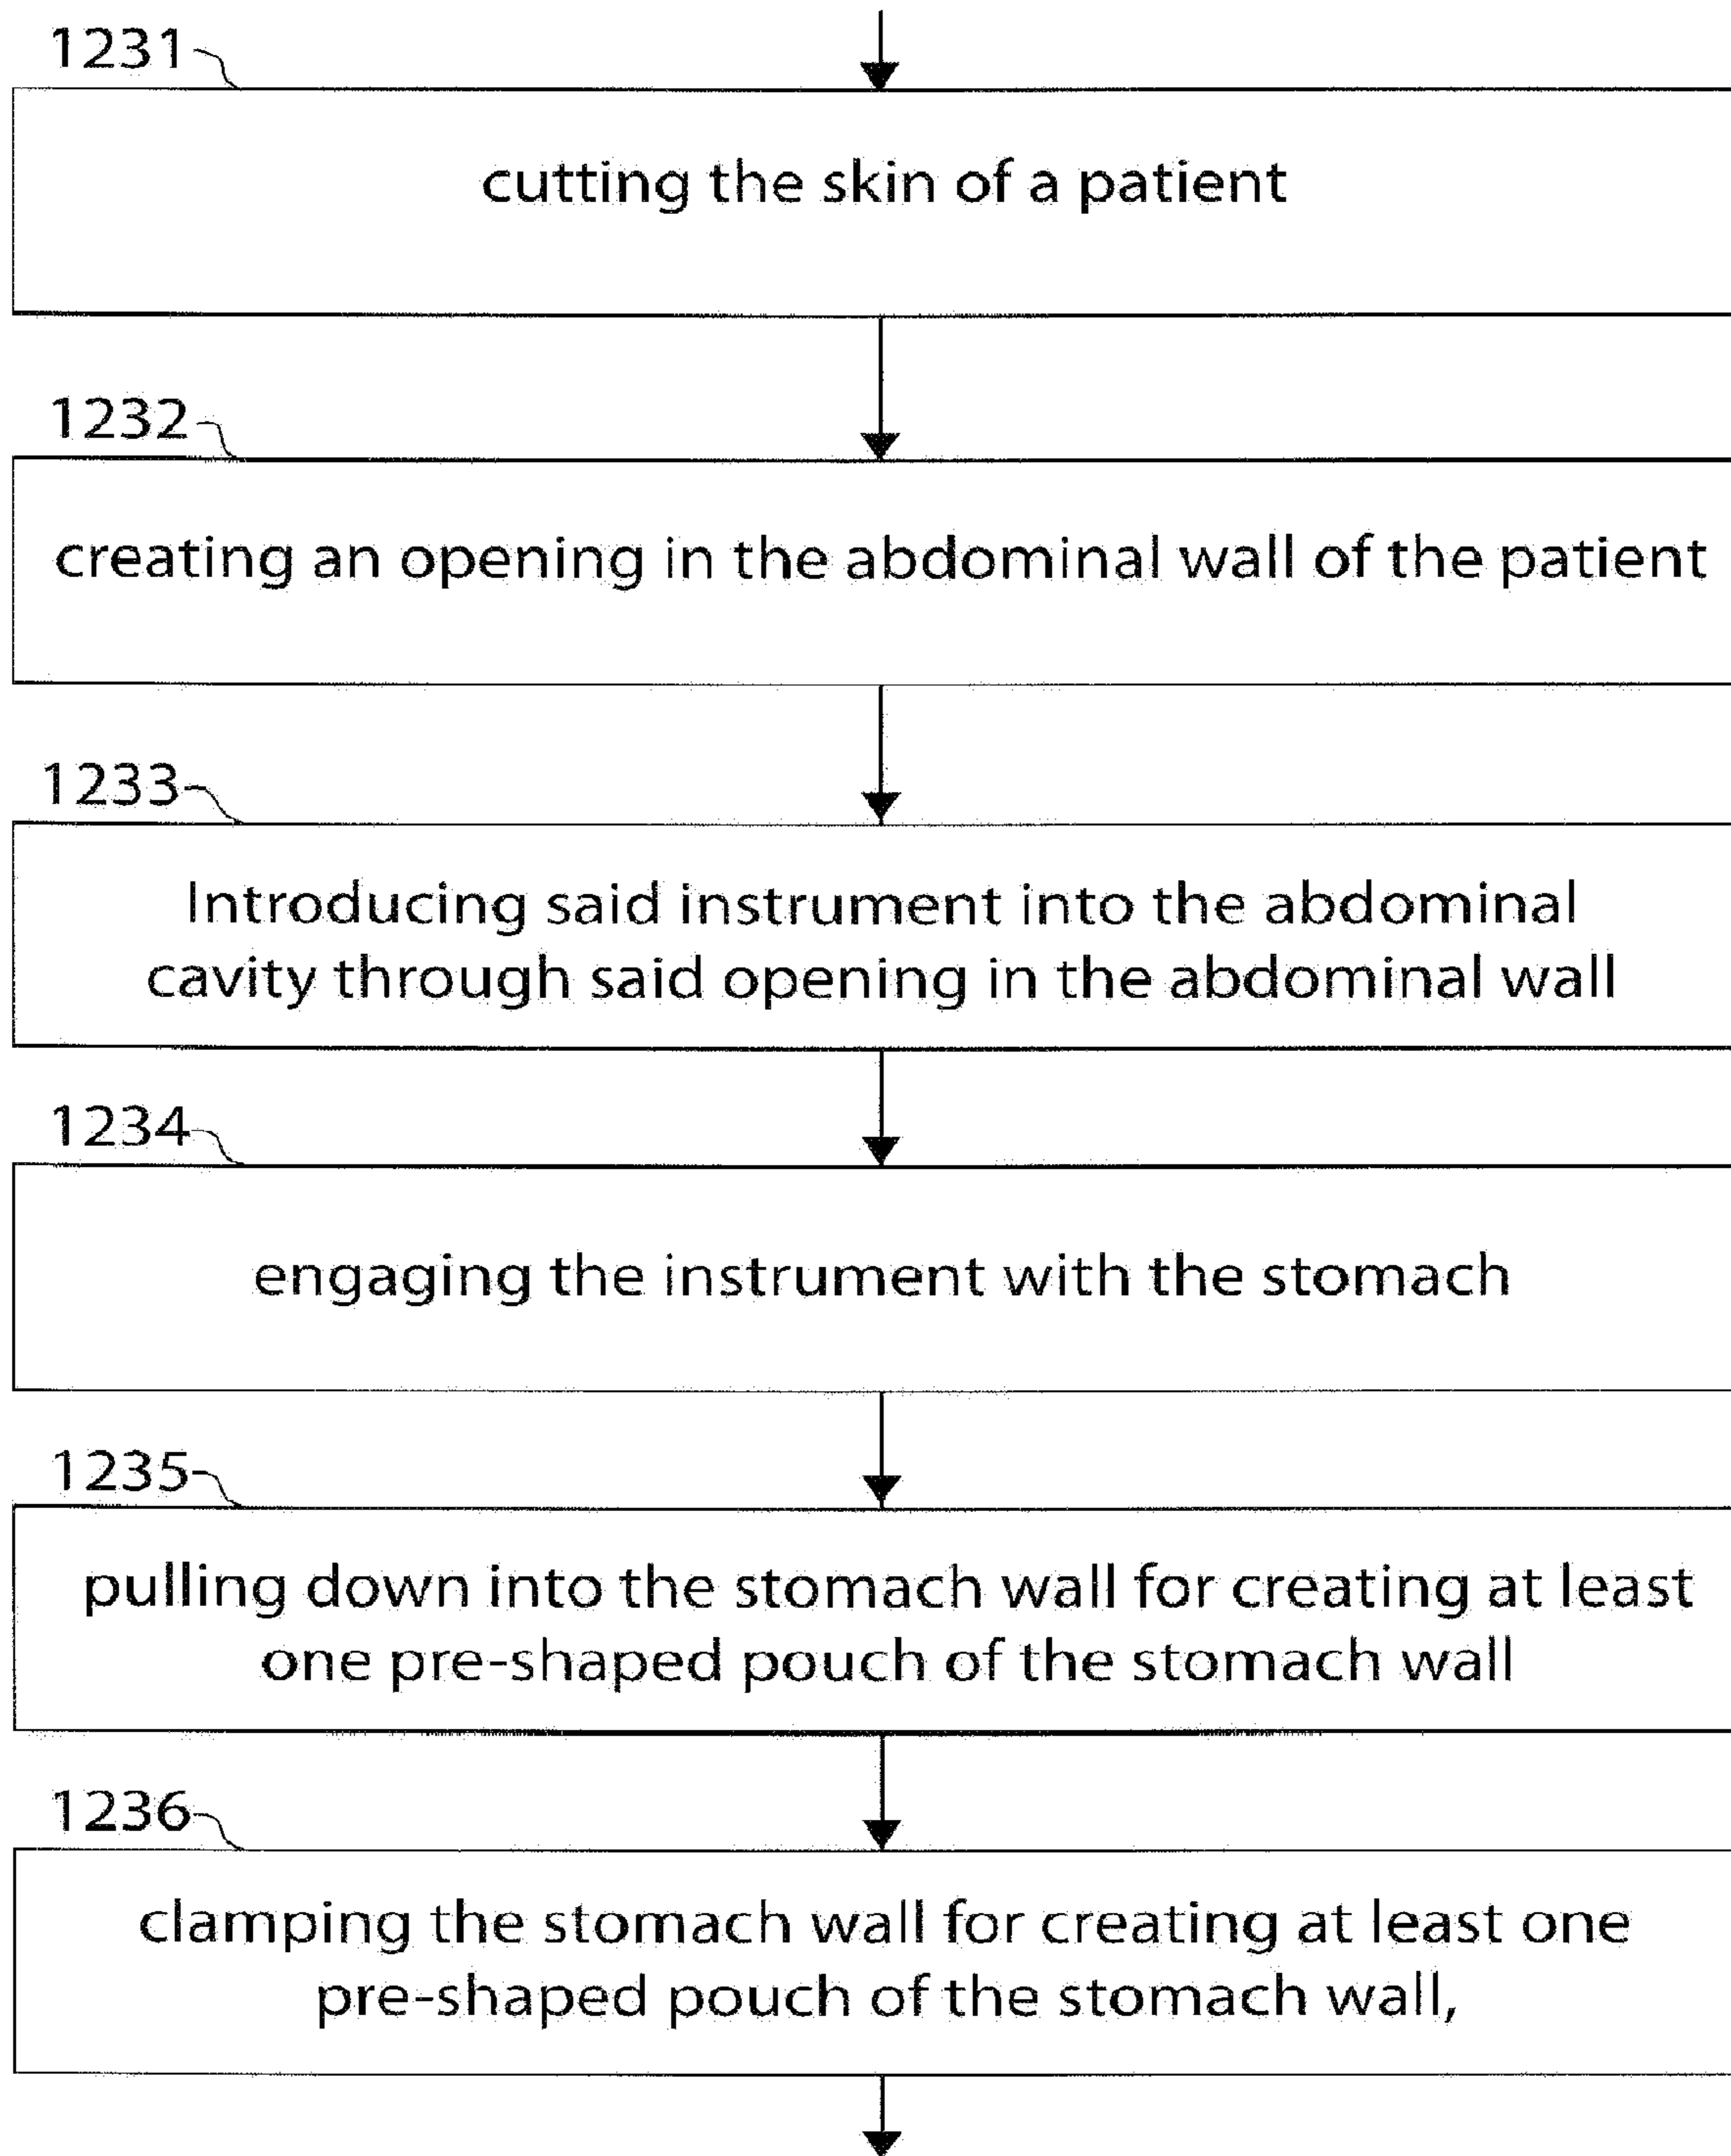 1231
cutting the skin of a patient
1232
creating an opening in the abdominal wall of the patient
1233
Introducing said instrument into the abdominal
cavity through said opening in the abdominal wall
1234
engaging the instrument with the stomach
1235
pulling down into the stomach wall for creating at least
one pre-shaped pouch of the stomach wall
1236
clamping the stomach wall for creating at least one
pre-shaped pouch of the stomach wall,